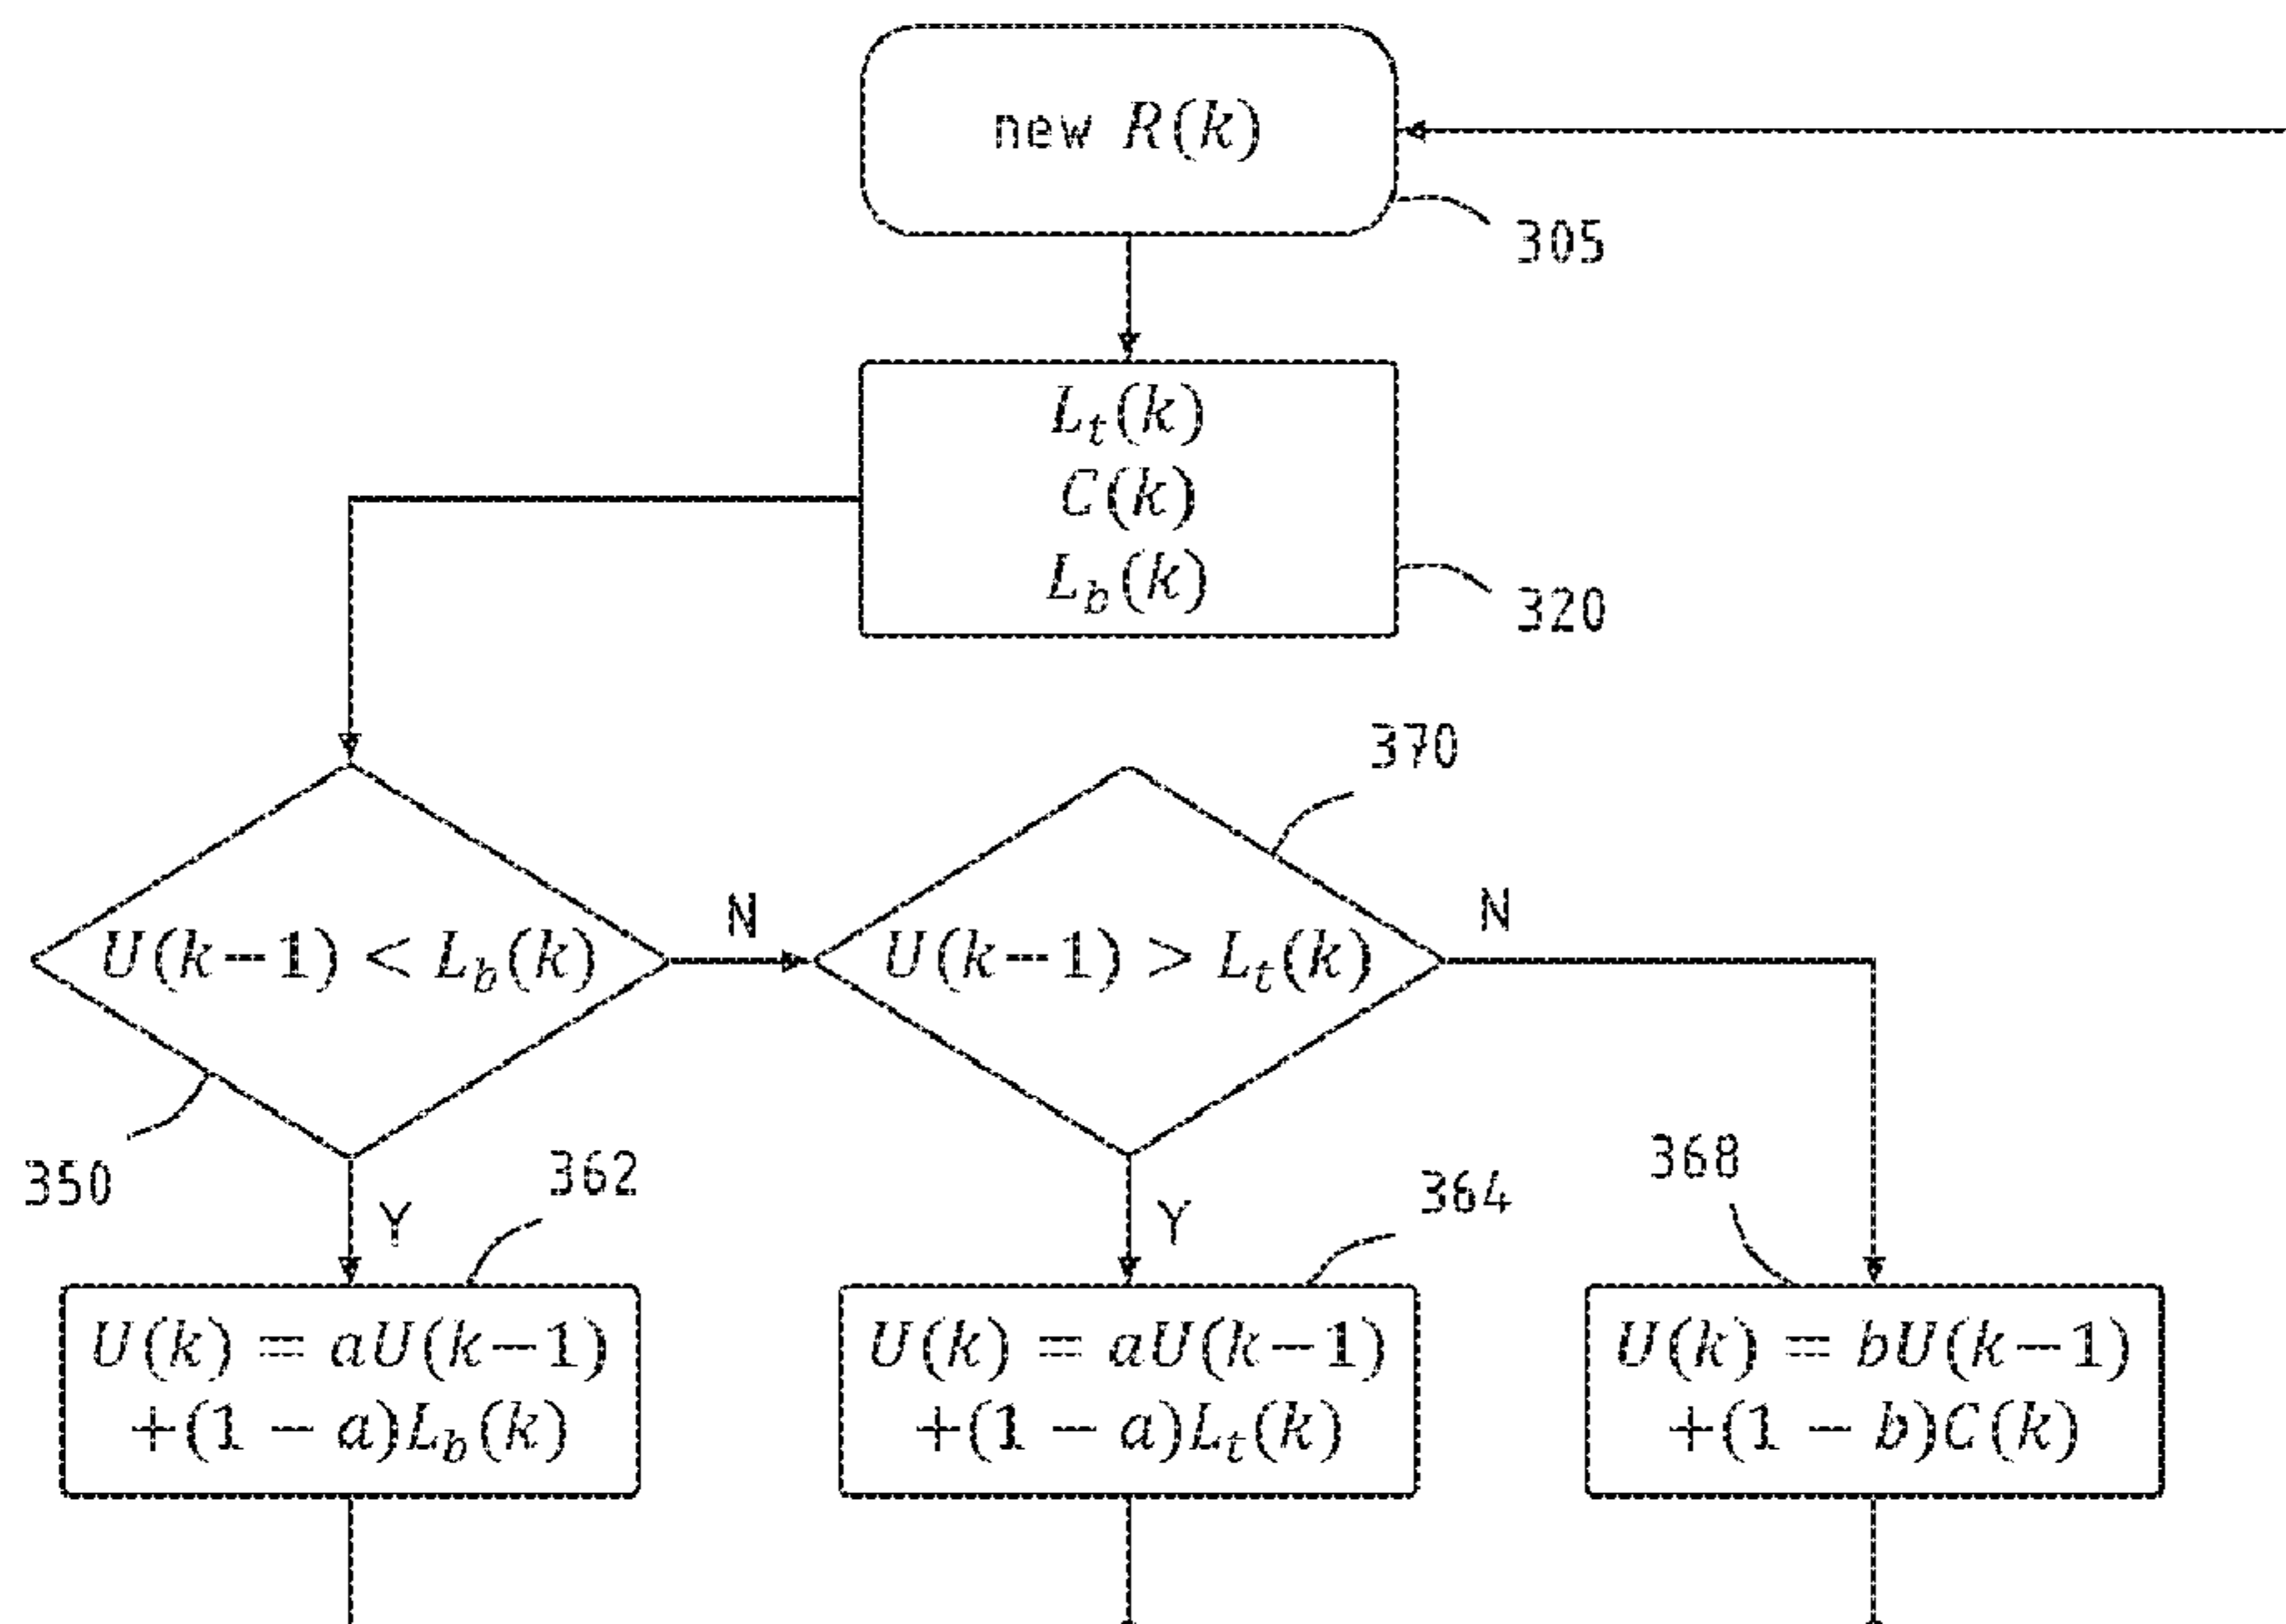 new R(k)
305
L_t(k)
C(k)
L_b(k)
320
370
U(k−1) < L_b(k)
N
U(k−1) > L_t(k)
N
350
Y
362
Y
364
368
U(k) = aU(k−1)
+(1 − a)L_b(k)
U(k) = aU(k−1)
+(1 − a)L_t(k)
U(k) = bU(k−1)
+(1 − b)C(k)